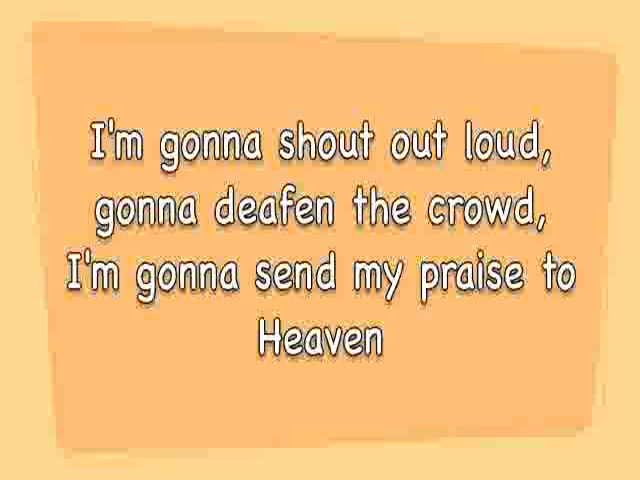 I'm gonna shout out loud,
gonna deafen the crowd,
I'm gonna send my praise to
Heaven